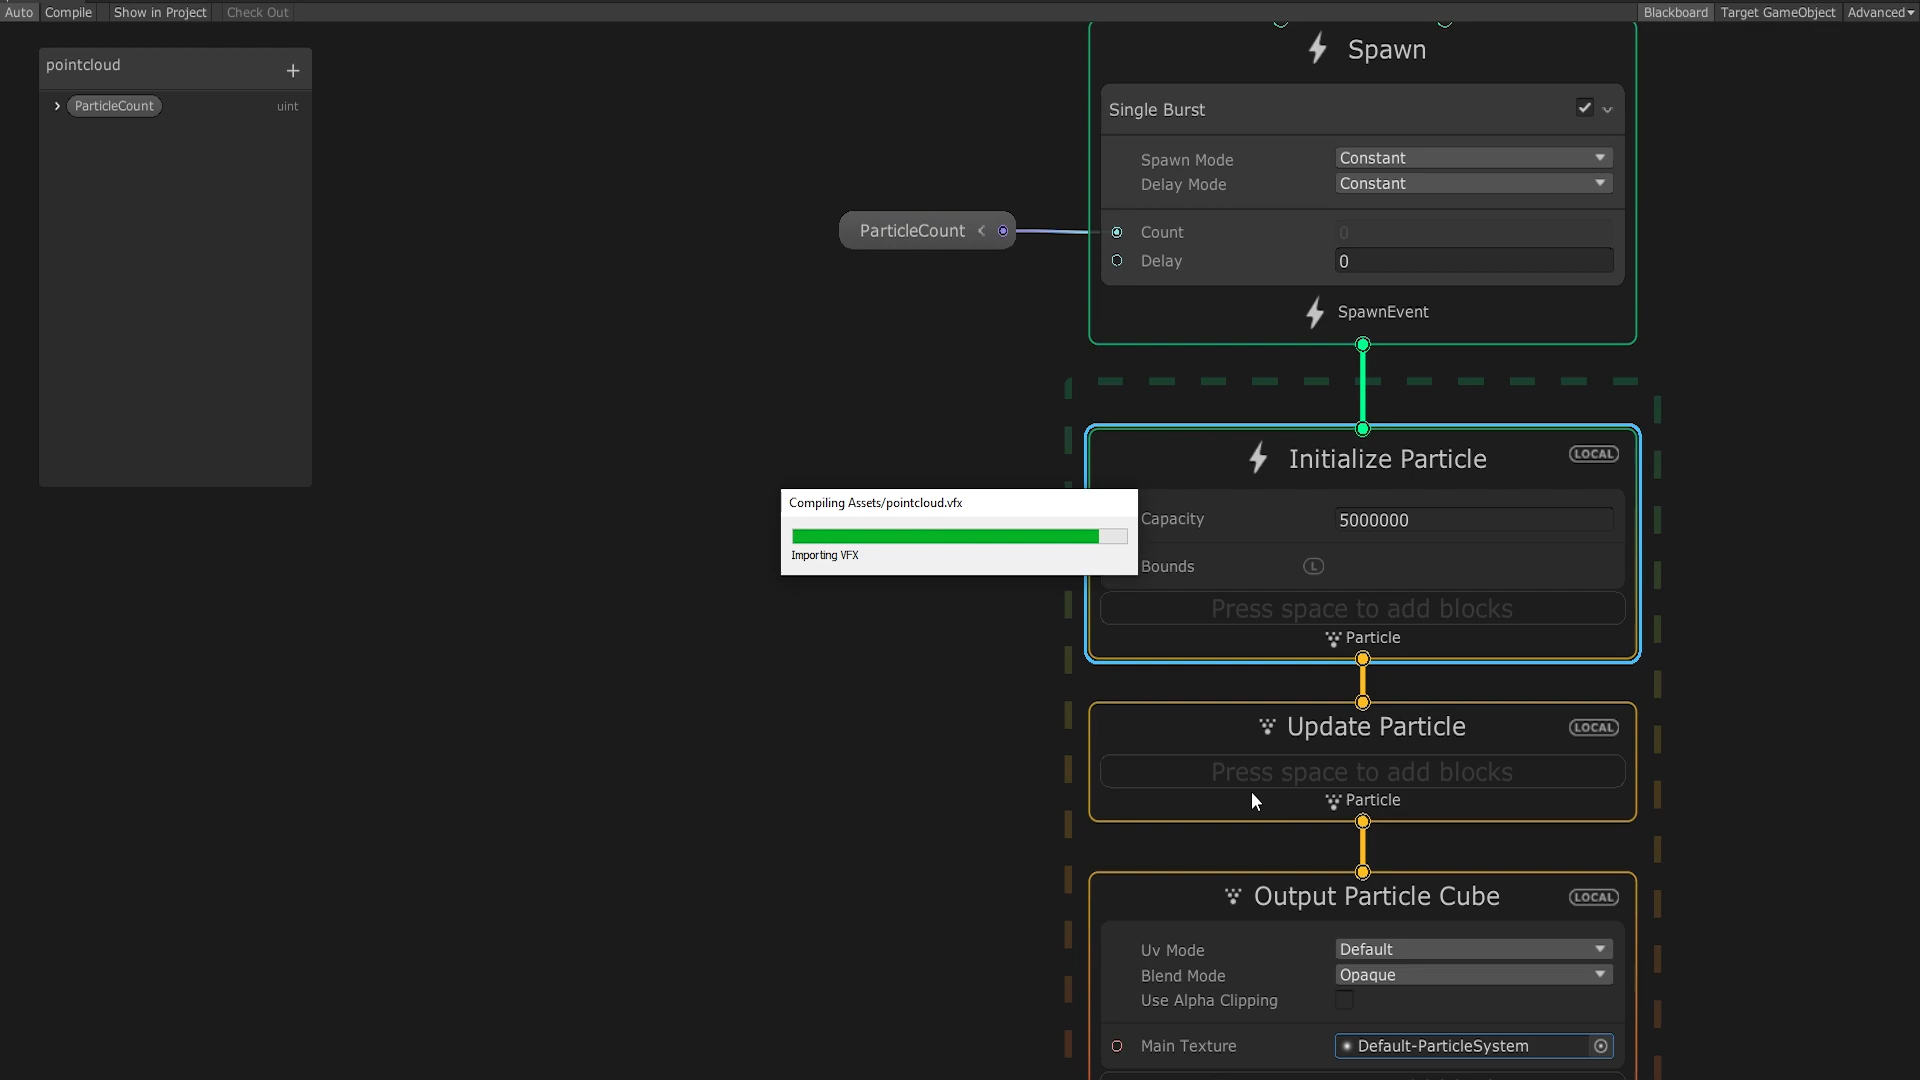 Auto Compile Show in Project Check Out Blackboard Target GameObject Advanced
pointcloud
ParticleCount uint
Spawn
Single Burst
Spawn Mode Constant
Delay Mode Constant
ParticleCount
Count 0
Delay 0
SpawnEvent
Initialize Particle LOCAL
Compiling Assets/pointcloud.vfx
Importing VFX
Capacity 5000000
Bounds L
Press space to add blocks
Particle
Update Particle LOCAL
Press space to add blocks
Particle
Output Particle Cube LOCAL
Uv Mode Default
Blend Mode Opaque
Use Alpha Clipping
Main Texture Default-ParticleSystem